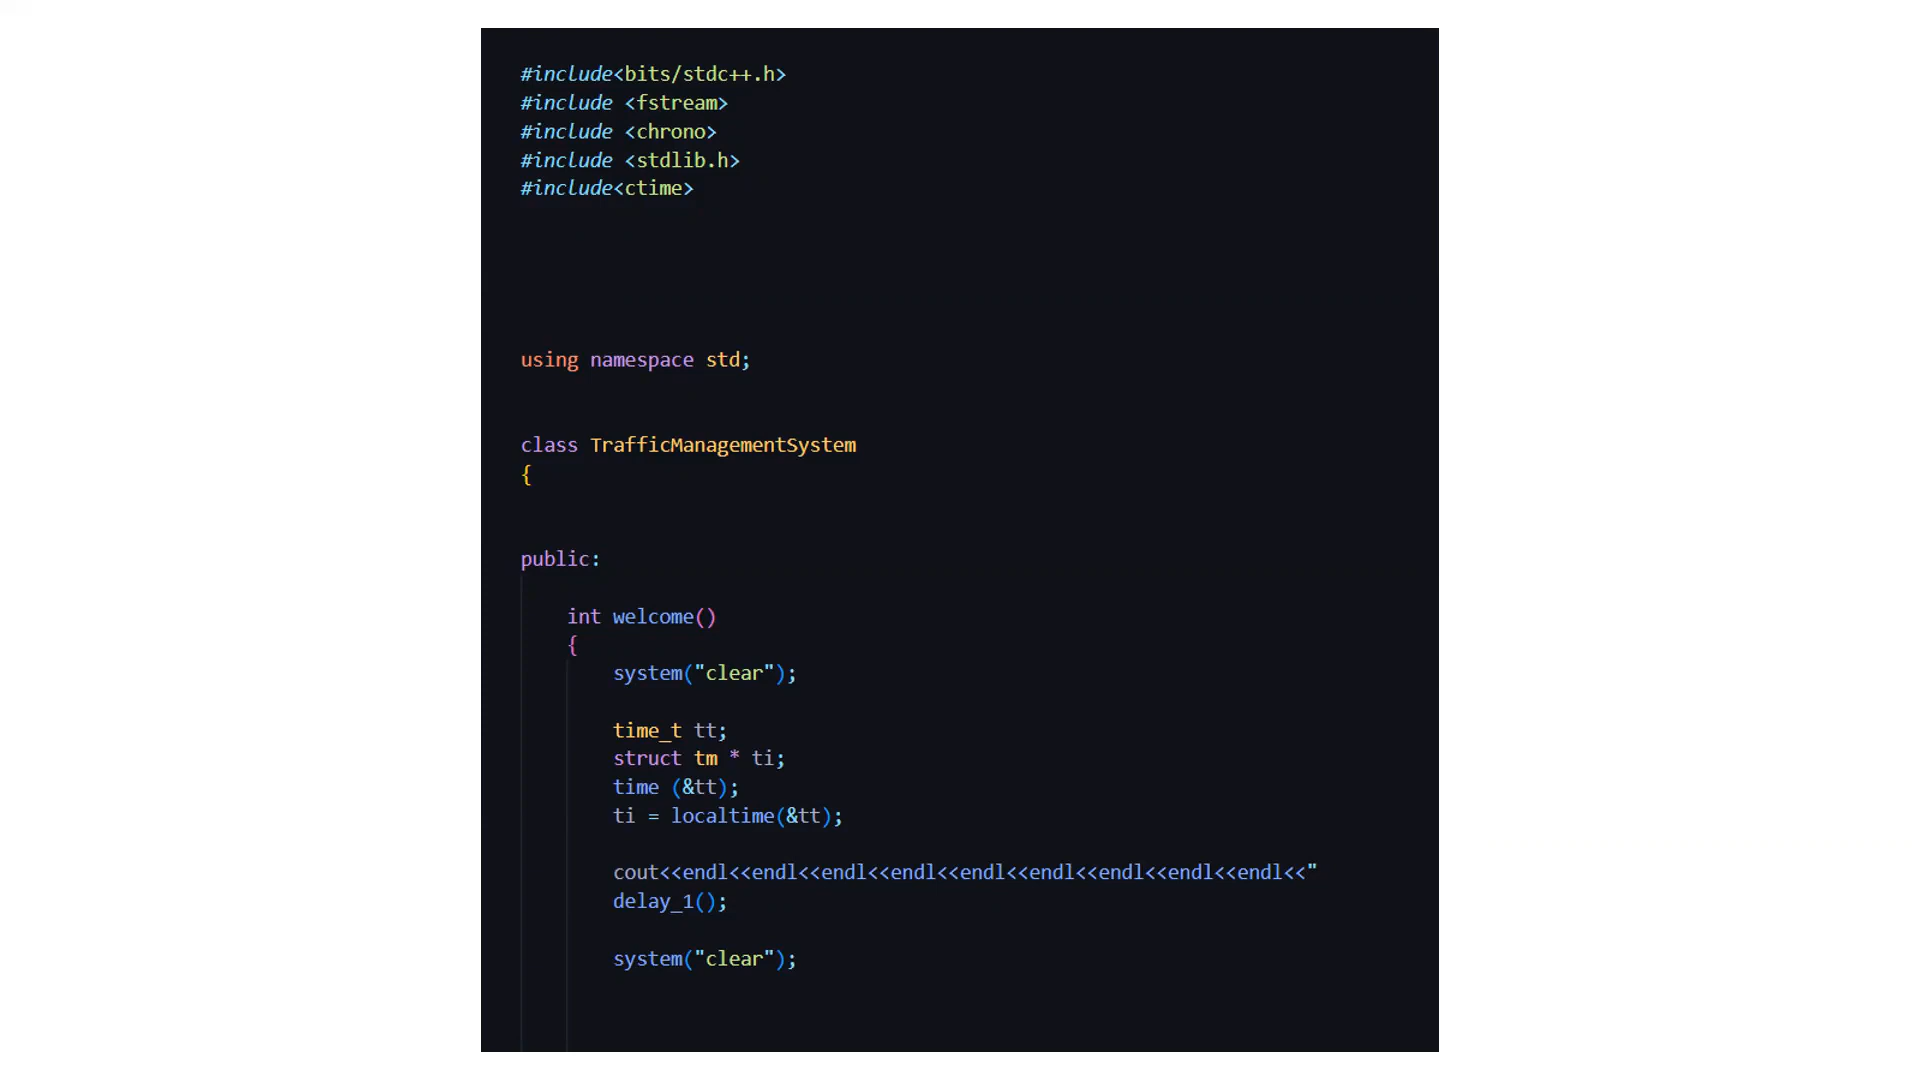 #include<bits/stdc++.h>
#include <fstream>
#include <chrono>
#include <stdlib.h>
#include<ctime>
using namespace std;
class TrafficManagementSystem
{
public:
int welcome()
{
system("clear");
time_t tt;
struct tm * ti;
time (&tt);
ti = localtime(&tt);
cout<<endl<<endl<<endl<<endl<<endl<<endl<<endl<<endl<<endl<<"
delay_1();
system("clear");